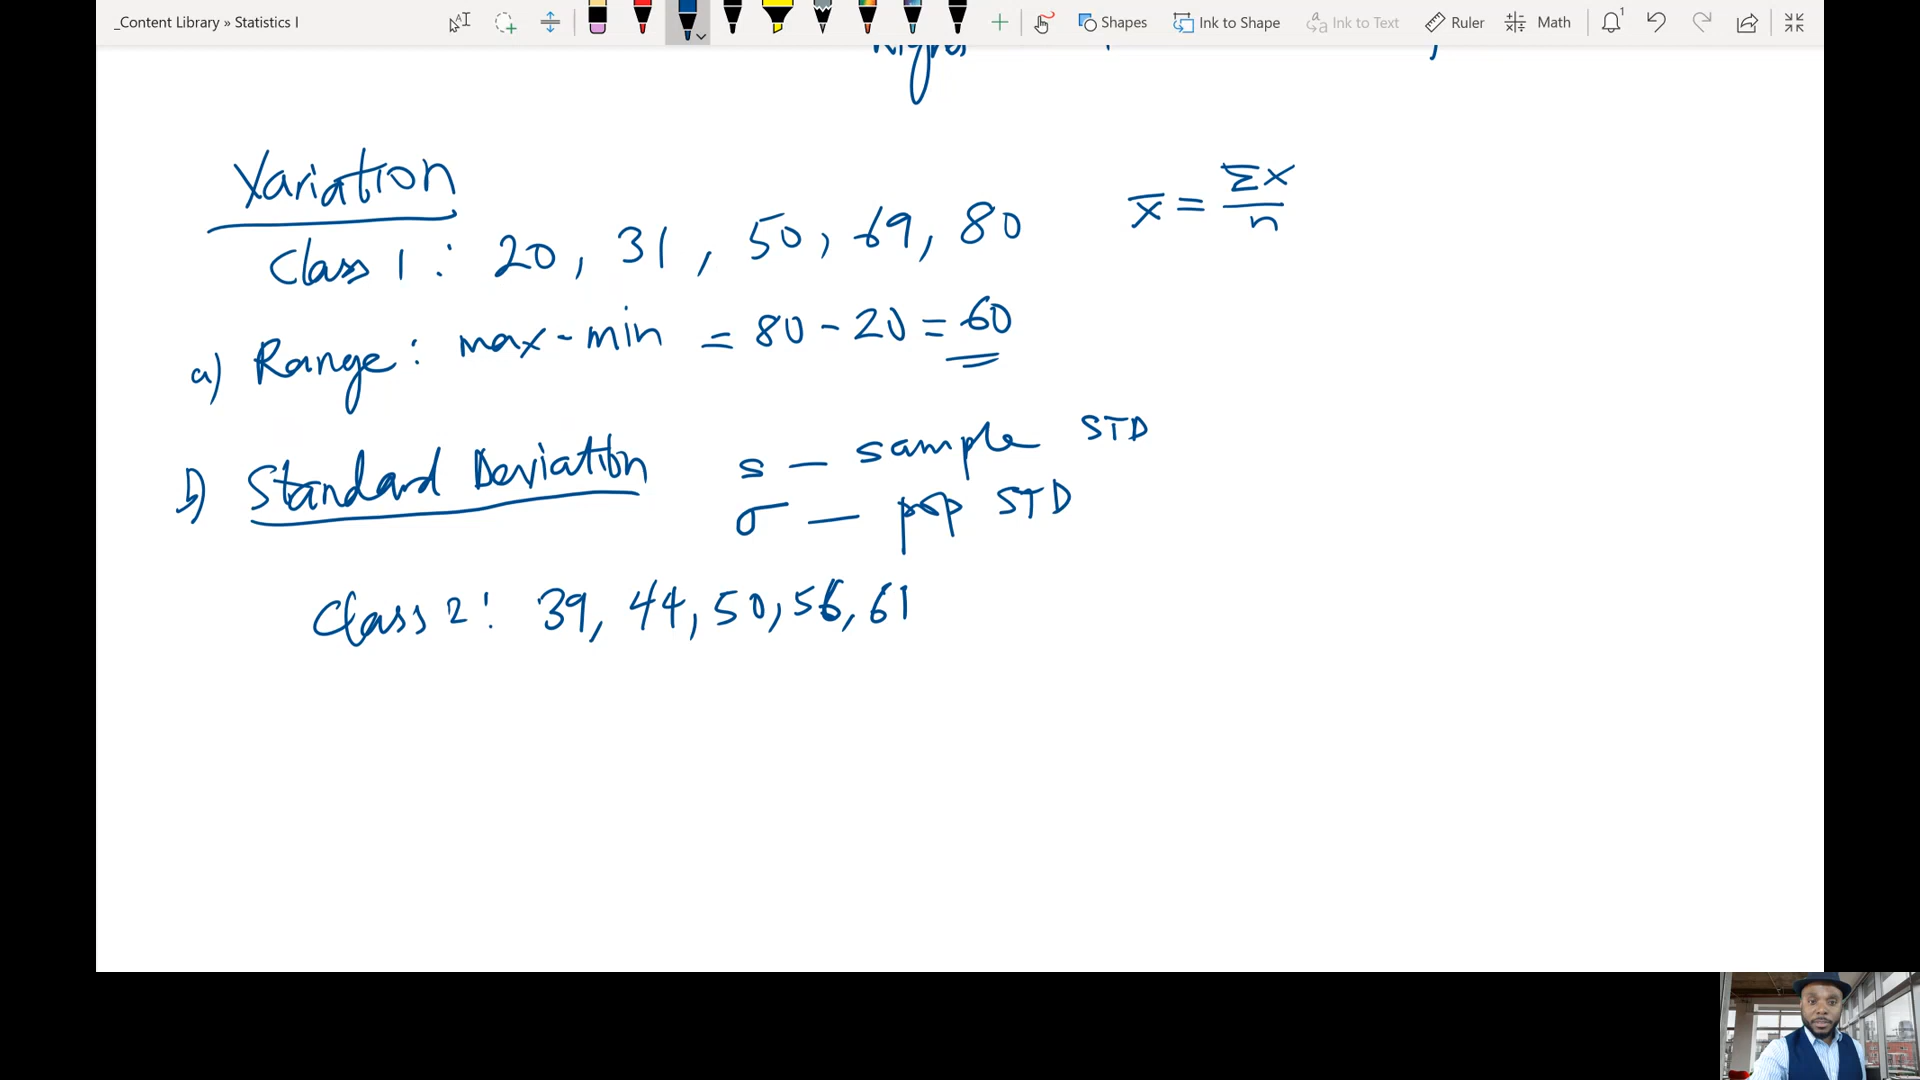 _Content Library » Statistics I
Shapes Ink to Shape Ink to Text Ruler Math 1
Variation
x̄ = Σx/n
Class 1 : 20, 31, 50, 69, 80
a) Range: max - min = 80 - 20 = 60
b) Standard Deviation s — sample STD
σ — pop STD
Class 2: 39, 44, 50, 56, 61